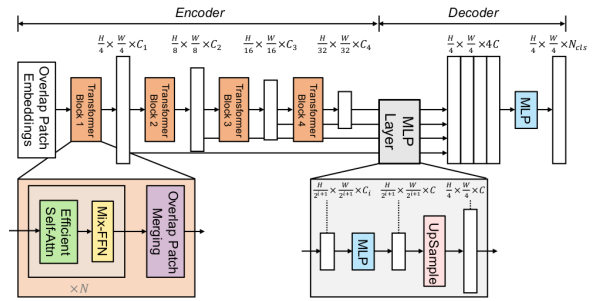 Encoder
Decoder
H/4 × W/4 × C₁
H/8 × W/8 × C₂
H/16 × W/16 × C₃
H/32 × W/32 × C₄
H/4 × W/4 × 4C
H/4 × W/4 × N_cls
Overlap Patch
Embeddings
Transformer
Block 1
Transformer
Block 2
Transformer
Block 3
Transformer
Block 4
MLP
Layer
MLP
Efficient
Self-Attn
Mix-FFN
Overlap Patch
Merging
×N
H/2^{i+1} × W/2^{i+1} × C_i
H/2^{i+1} × W/2^{i+1} × C
H/4 × W/4 × C
MLP
UpSample